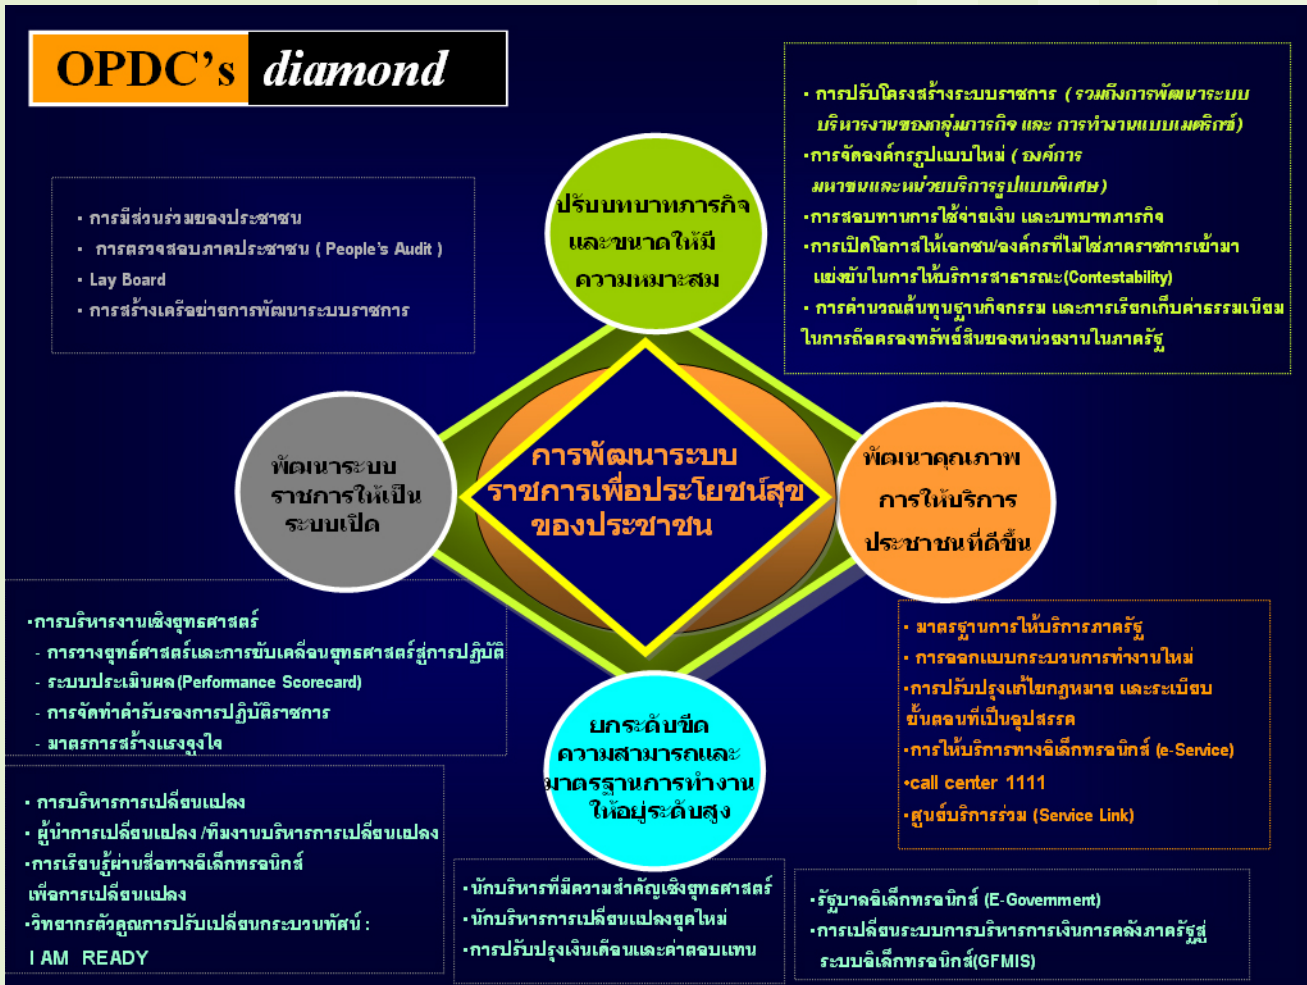 OPDC's diamond
• การปรับโครงสร้างระบบราชการ (รวมถึงการพัฒนาระบบ
บริหารงานของกลุ่มภารกิจ และ การทำงานแบบเมตริกซ์)
•การจัดองค์กรรูปแบบใหม่ (องค์การ
มหาชนและหน่วยบริการรูปแบบพิเศษ)
•การสอบทานการใช้จ่ายเงิน และบทบาทภารกิจ
•การเปิดโอกาสให้เอกชน/องค์กรที่ไม่ใช่ภาคราชการเข้ามา
แข่งขันในการให้บริการสาธารณะ(Contestability)
• การคำนวณต้นทุนฐานกิจกรรม และการเรียกเก็บค่าธรรมเนียม
ในการถือครองทรัพย์สินของหน่วยงานในภาครัฐ
ปรับบทบาทภารกิจ
และขนาดให้มี
ความหมาะสม
• การมีส่วนร่วมของประชาชน
• การตรวจสอบภาคประชาชน ( People's Audit )
• Lay Board
• การสร้างเครือข่ายการพัฒนาระบบราชการ
พัฒนาระบบ
ราชการให้เป็น
ระบบเปิด
การพัฒนาระบบ
ราชการเพื่อประโยชน์สุข
ของประชาชน
พัฒนาคุณภาพ
การให้บริการ
ประชาชนที่ดีขึ้น
•การบริหารงานเชิงยุทธศาสตร์
- การวางยุทธ์ศาสตร์และการขับเคลื่อนยุทธศาสตร์สู่การปฏิบัติ
- ระบบประเมินผล(Performance Scorecard)
- การจัดทำคำรับรองการปฏิบัติราชการ
- มาตรการสร้างแรงจูงใจ
ยกระดับขีด
ความสามารถและ
มาตรฐานการทำงาน
ให้อยู่ระดับสูง
• มาตรฐานการให้บริการภาครัฐ
• การออกแบบกระบวนการทำงานใหม่
•การปรับปรุงแก้ไขกฎหมาย และระเบียบ
ขั้นตอนที่เป็นอุปสรรค
•การให้บริการทางอิเล็กทรอนิกส์ (e-Service)
•call center 1111
•ศูนย์บริการร่วม (Service Link)
• การบริหารการเปลี่ยนแปลง
• ผู้นำการเปลี่ยนแปลง /ทีมงานบริหารการเปลี่ยนแปลง
•การเรียนรู้ผ่านสื่อทางอีเล็กทรอนิกส์
เพื่อการเปลี่ยนแปลง
•วิทยากรตัวคูณการปรับเปลี่ยนกระบวนทัศน์ :
I AM READY
•นักบริหารที่มีความสำคัญเชิงยุทธศาสตร์
•นักบริหารการเปลี่ยนแปลงยุคใหม่
•การปรับปรุงเงินเดือนและค่าตอบแทน
•รัฐบาลอิเล็กทรอนิกส์ (E-Government)
•การเปลี่ยนระบบการบริหารการเงินการคลังภาครัฐสู่
ระบบอิเล็กทรอนิกส์(GFMIS)